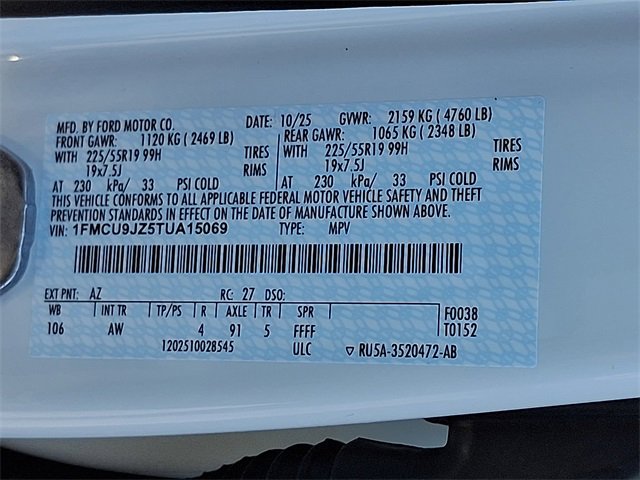 MFD. BY FORD MOTOR CO. DATE: 10/25 GVWR: 2159 KG ( 4760 LB)
FRONT GAWR: 1120 KG ( 2469 LB) REAR GAWR: 1065 KG ( 2348 LB)
WITH 225/55R19 99H TIRES WITH 225/55R19 99H TIRES
19x7.5J RIMS 19x7.5J RIMS
AT 230 kPa/ 33 PSI COLD AT 230 kPa/ 33 PSI COLD
THIS VEHICLE CONFORMS TO ALL APPLICABLE FEDERAL MOTOR VEHICLE SAFETY AND THEFT
PREVENTION STANDARDS IN EFFECT ON THE DATE OF MANUFACTURE SHOWN ABOVE.
VIN: 1FMCU9JZ5TUA15069 TYPE: MPV
EXT PNT: AZ RC: 27 DSO:
WB INT TR TP/PS R AXLE TR SPR F0038
106 AW 4 91 5 FFFF T0152
1202510028545 ULC ▽ RU5A-3520472-AB